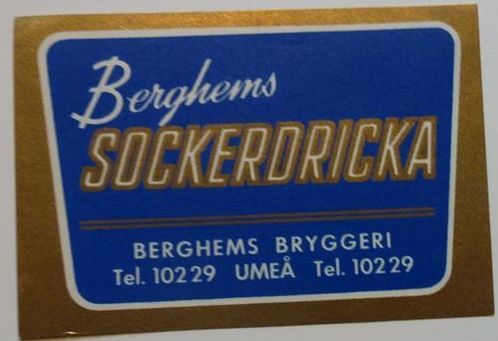 Berghems
SOCKERDRICKA
BERGHEMS BRYGGERI
Tel. 10229 UMEÅ Tel. 10229